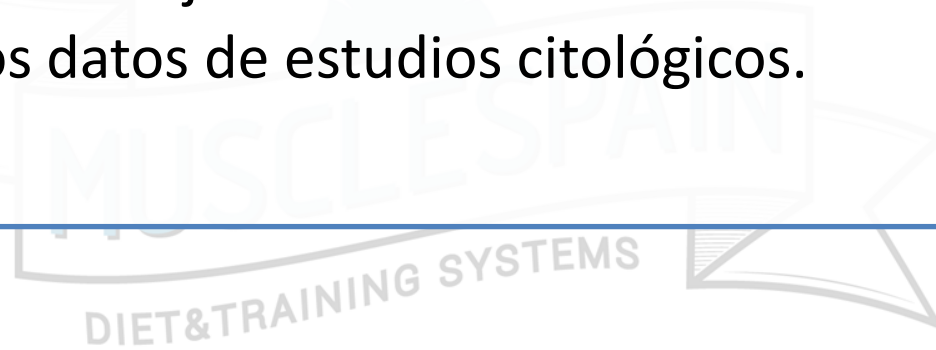 os datos de estudios citológicos.
MUSCLESPAIN
DIET&TRAINING SYSTEMS